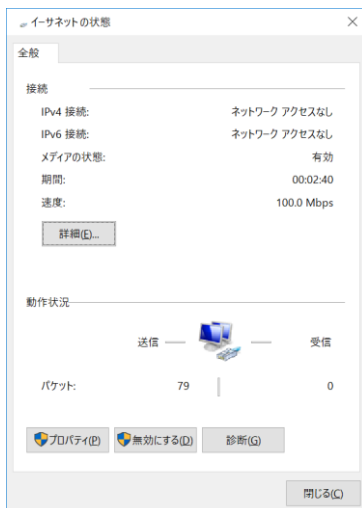 イーサネットの状態
全般
接続
IPv4 接続: ネットワーク アクセスなし
IPv6 接続: ネットワーク アクセスなし
メディアの状態: 有効
期間: 00:02:40
速度: 100.0 Mbps
詳細(E)...
動作状況
送信 受信
パケット: 79 0
プロパティ(P) 無効にする(D) 診断(G)
閉じる(C)